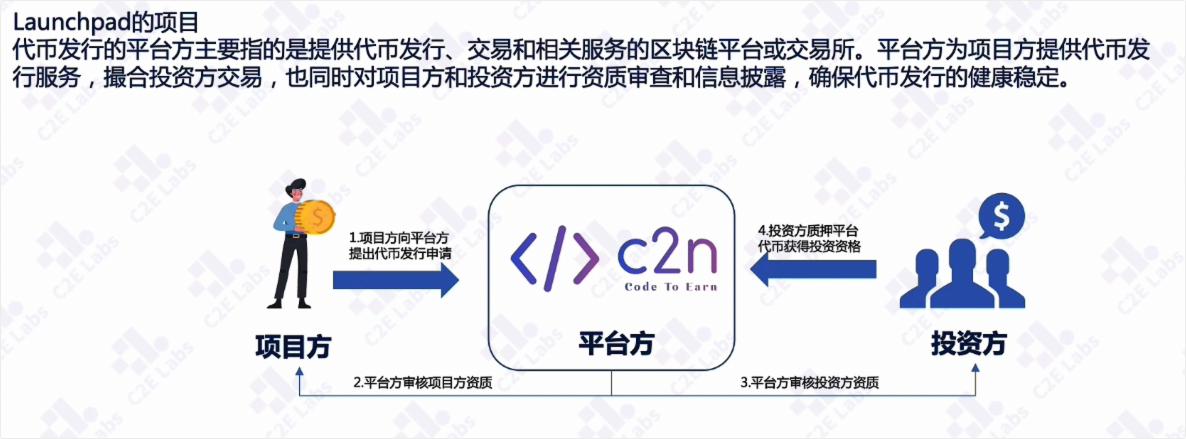 Launchpad的项目
代币发行的平台方主要指的是提供代币发行、交易和相关服务的区块链平台或交易所。平台方为项目方提供代币发
行服务，撮合投资方交易，也同时对项目方和投资方进行资质审查和信息披露，确保代币发行的健康稳定。
1.项目方向平台方
提出代币发行申请
</> c2n
Code To Earn
4.投资方质押平台
代币获得投资资格
$
$
项目方
平台方
投资方
2.平台方审核项目方资质
3.平台方审核投资方资质
C2E Labs